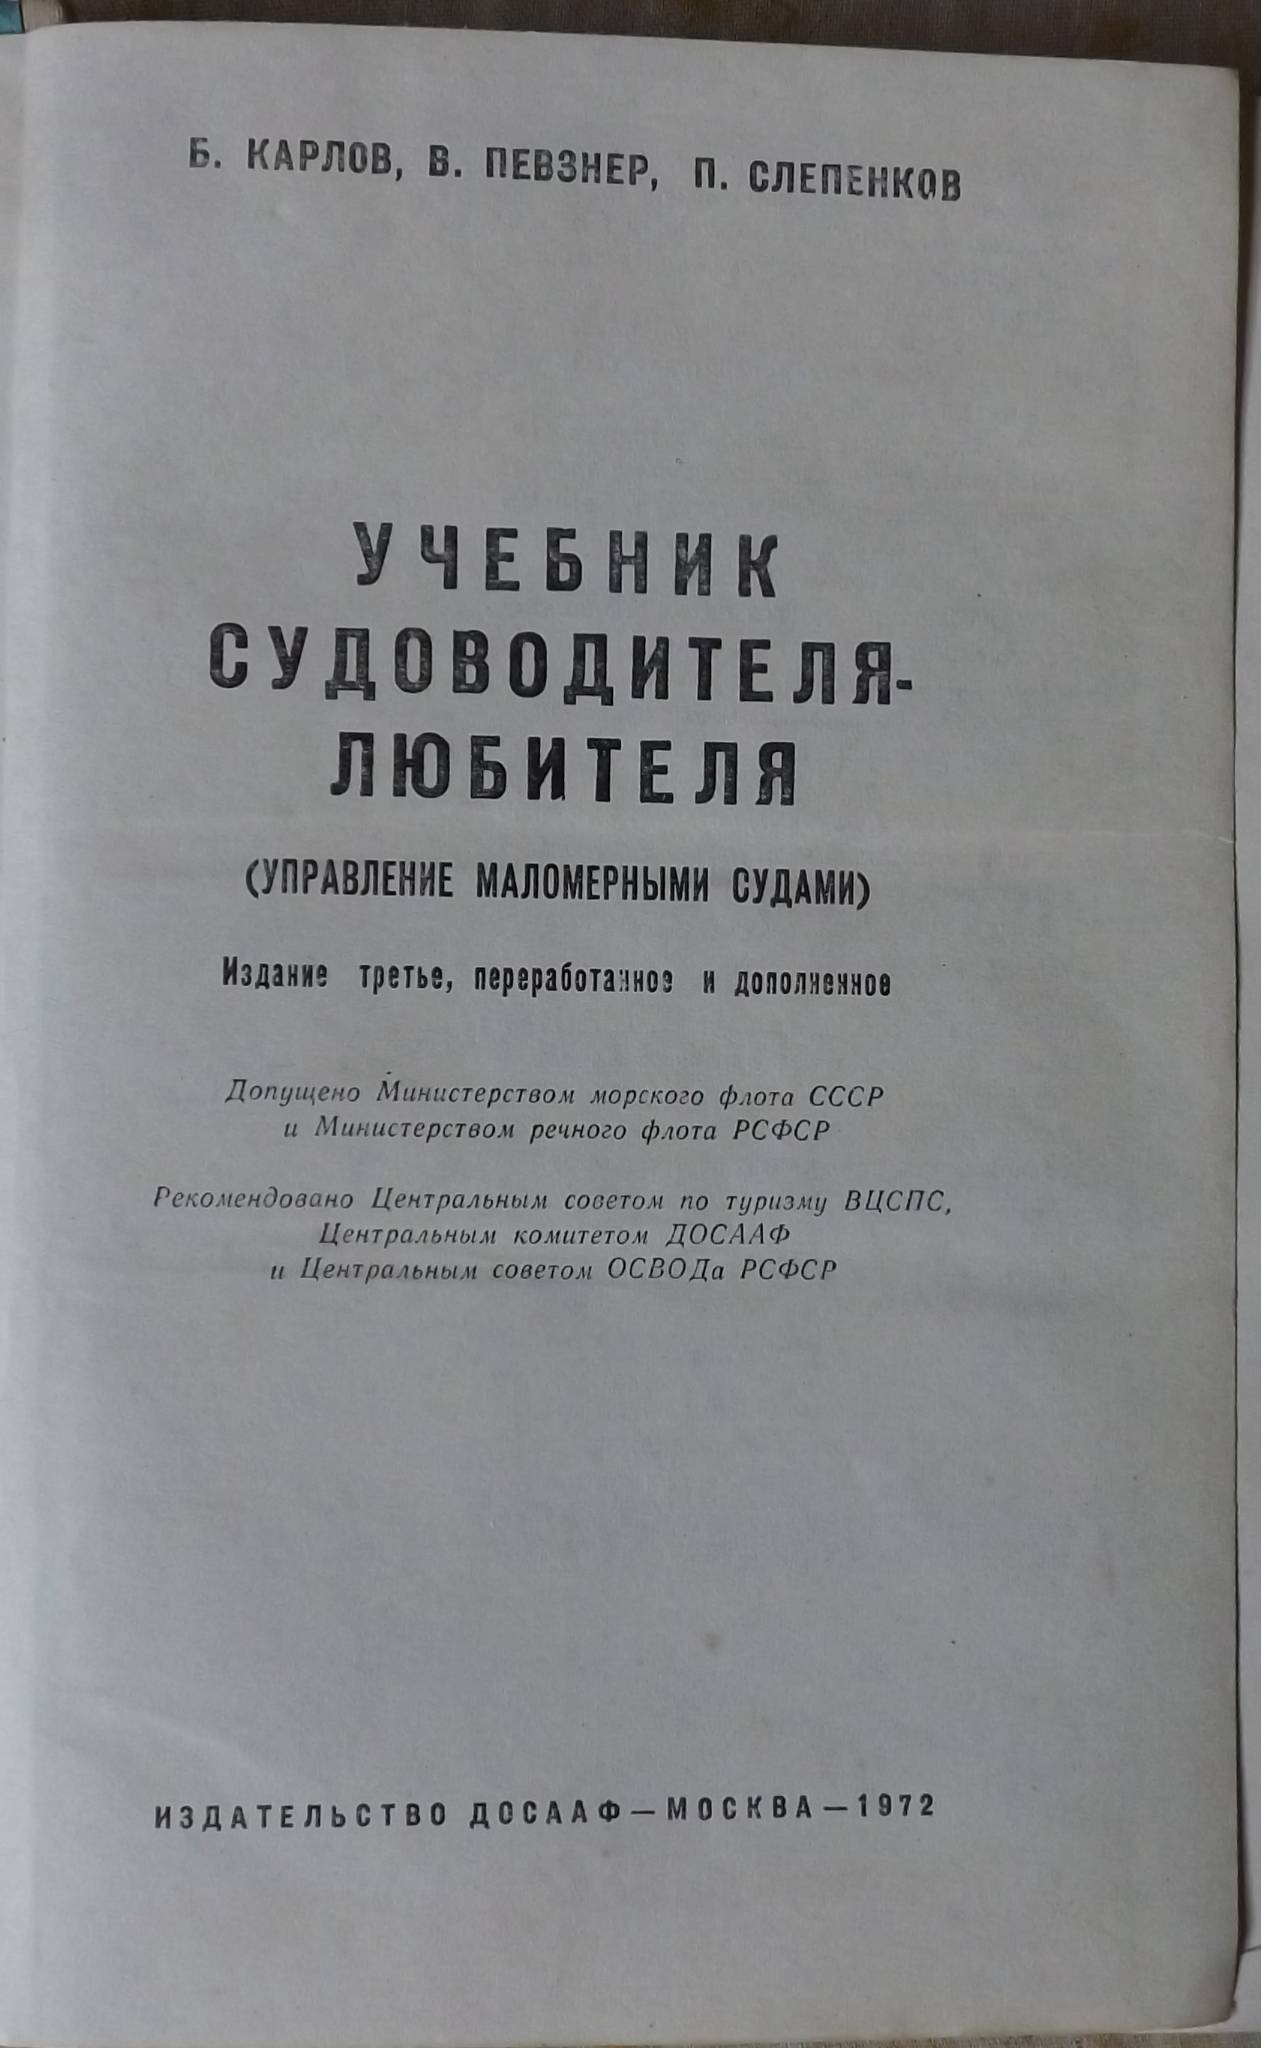 Б. КАРЛОВ, В. ПЕВЗНЕР, П. СЛЕПЕНКОВ
УЧЕБНИК
СУДОВОДИТЕЛЯ-
ЛЮБИТЕЛЯ
(УПРАВЛЕНИЕ МАЛОМЕРНЫМИ СУДАМИ)
Издание третье, переработанное и дополненное
Допущено Министерством морского флота СССР
и Министерством речного флота РСФСР
Рекомендовано Центральным советом по туризму ВЦСПС,
Центральным комитетом ДОСААФ
и Центральным советом ОСВОДа РСФСР
ИЗДАТЕЛЬСТВО ДОСААФ — МОСКВА — 1972